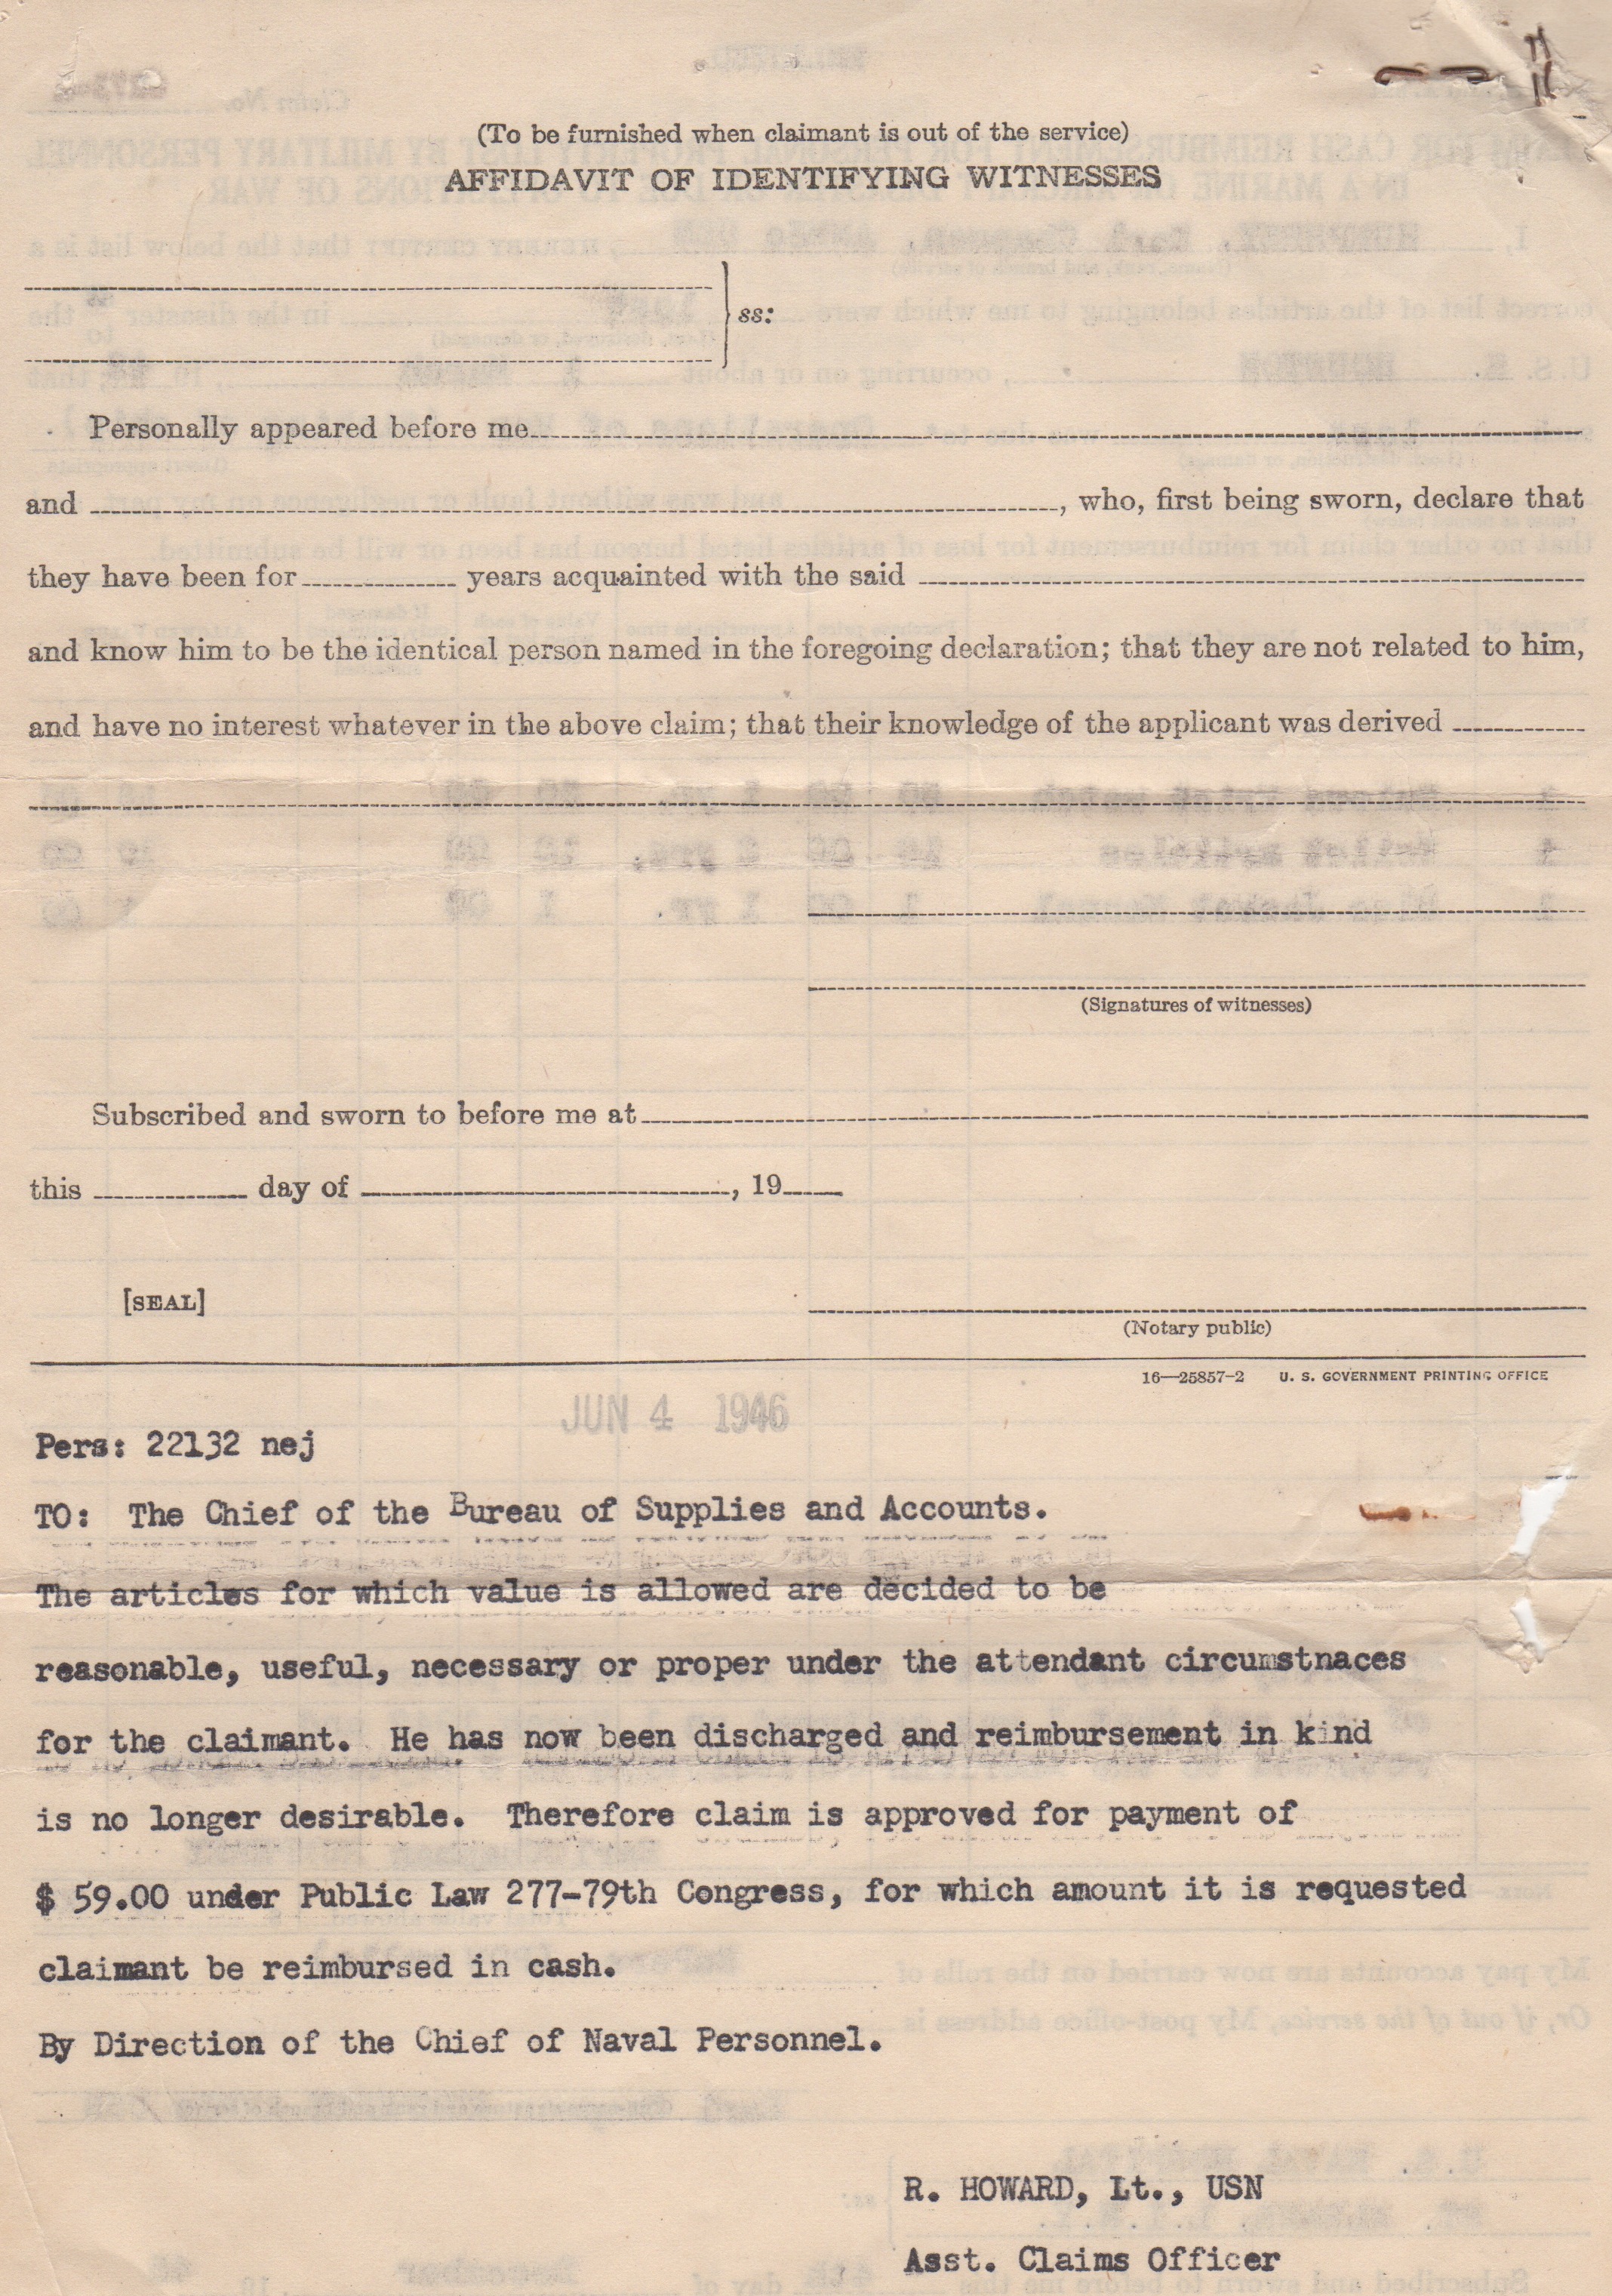 (To be furnished when claimant is out of the service)
AFFIDAVIT OF IDENTIFYING WITNESSES
ss:
Personally appeared before me
and , who, first being sworn, declare that
they have been for years acquainted with the said
and know him to be the identical person named in the foregoing declaration; that they are not related to him,
and have no interest whatever in the above claim; that their knowledge of the applicant was derived
(Signatures of witnesses)
Subscribed and sworn to before me at
this day of , 19
[SEAL]
(Notary public)
16—25857-2 U. S. GOVERNMENT PRINTING OFFICE
JUN 4 1946
Pers: 22132 nej
TO: The Chief of the Bureau of Supplies and Accounts.
The articles for which value is allowed are decided to be
reasonable, useful, necessary or proper under the attendant circumstnaces
for the claimant. He has now been discharged and reimbursement in kind
is no longer desirable. Therefore claim is approved for payment of
$ 59.00 under Public Law 277-79th Congress, for which amount it is requested
claimant be reimbursed in cash.
By Direction of the Chief of Naval Personnel.
R. HOWARD, Lt., USN
Asst. Claims Officer